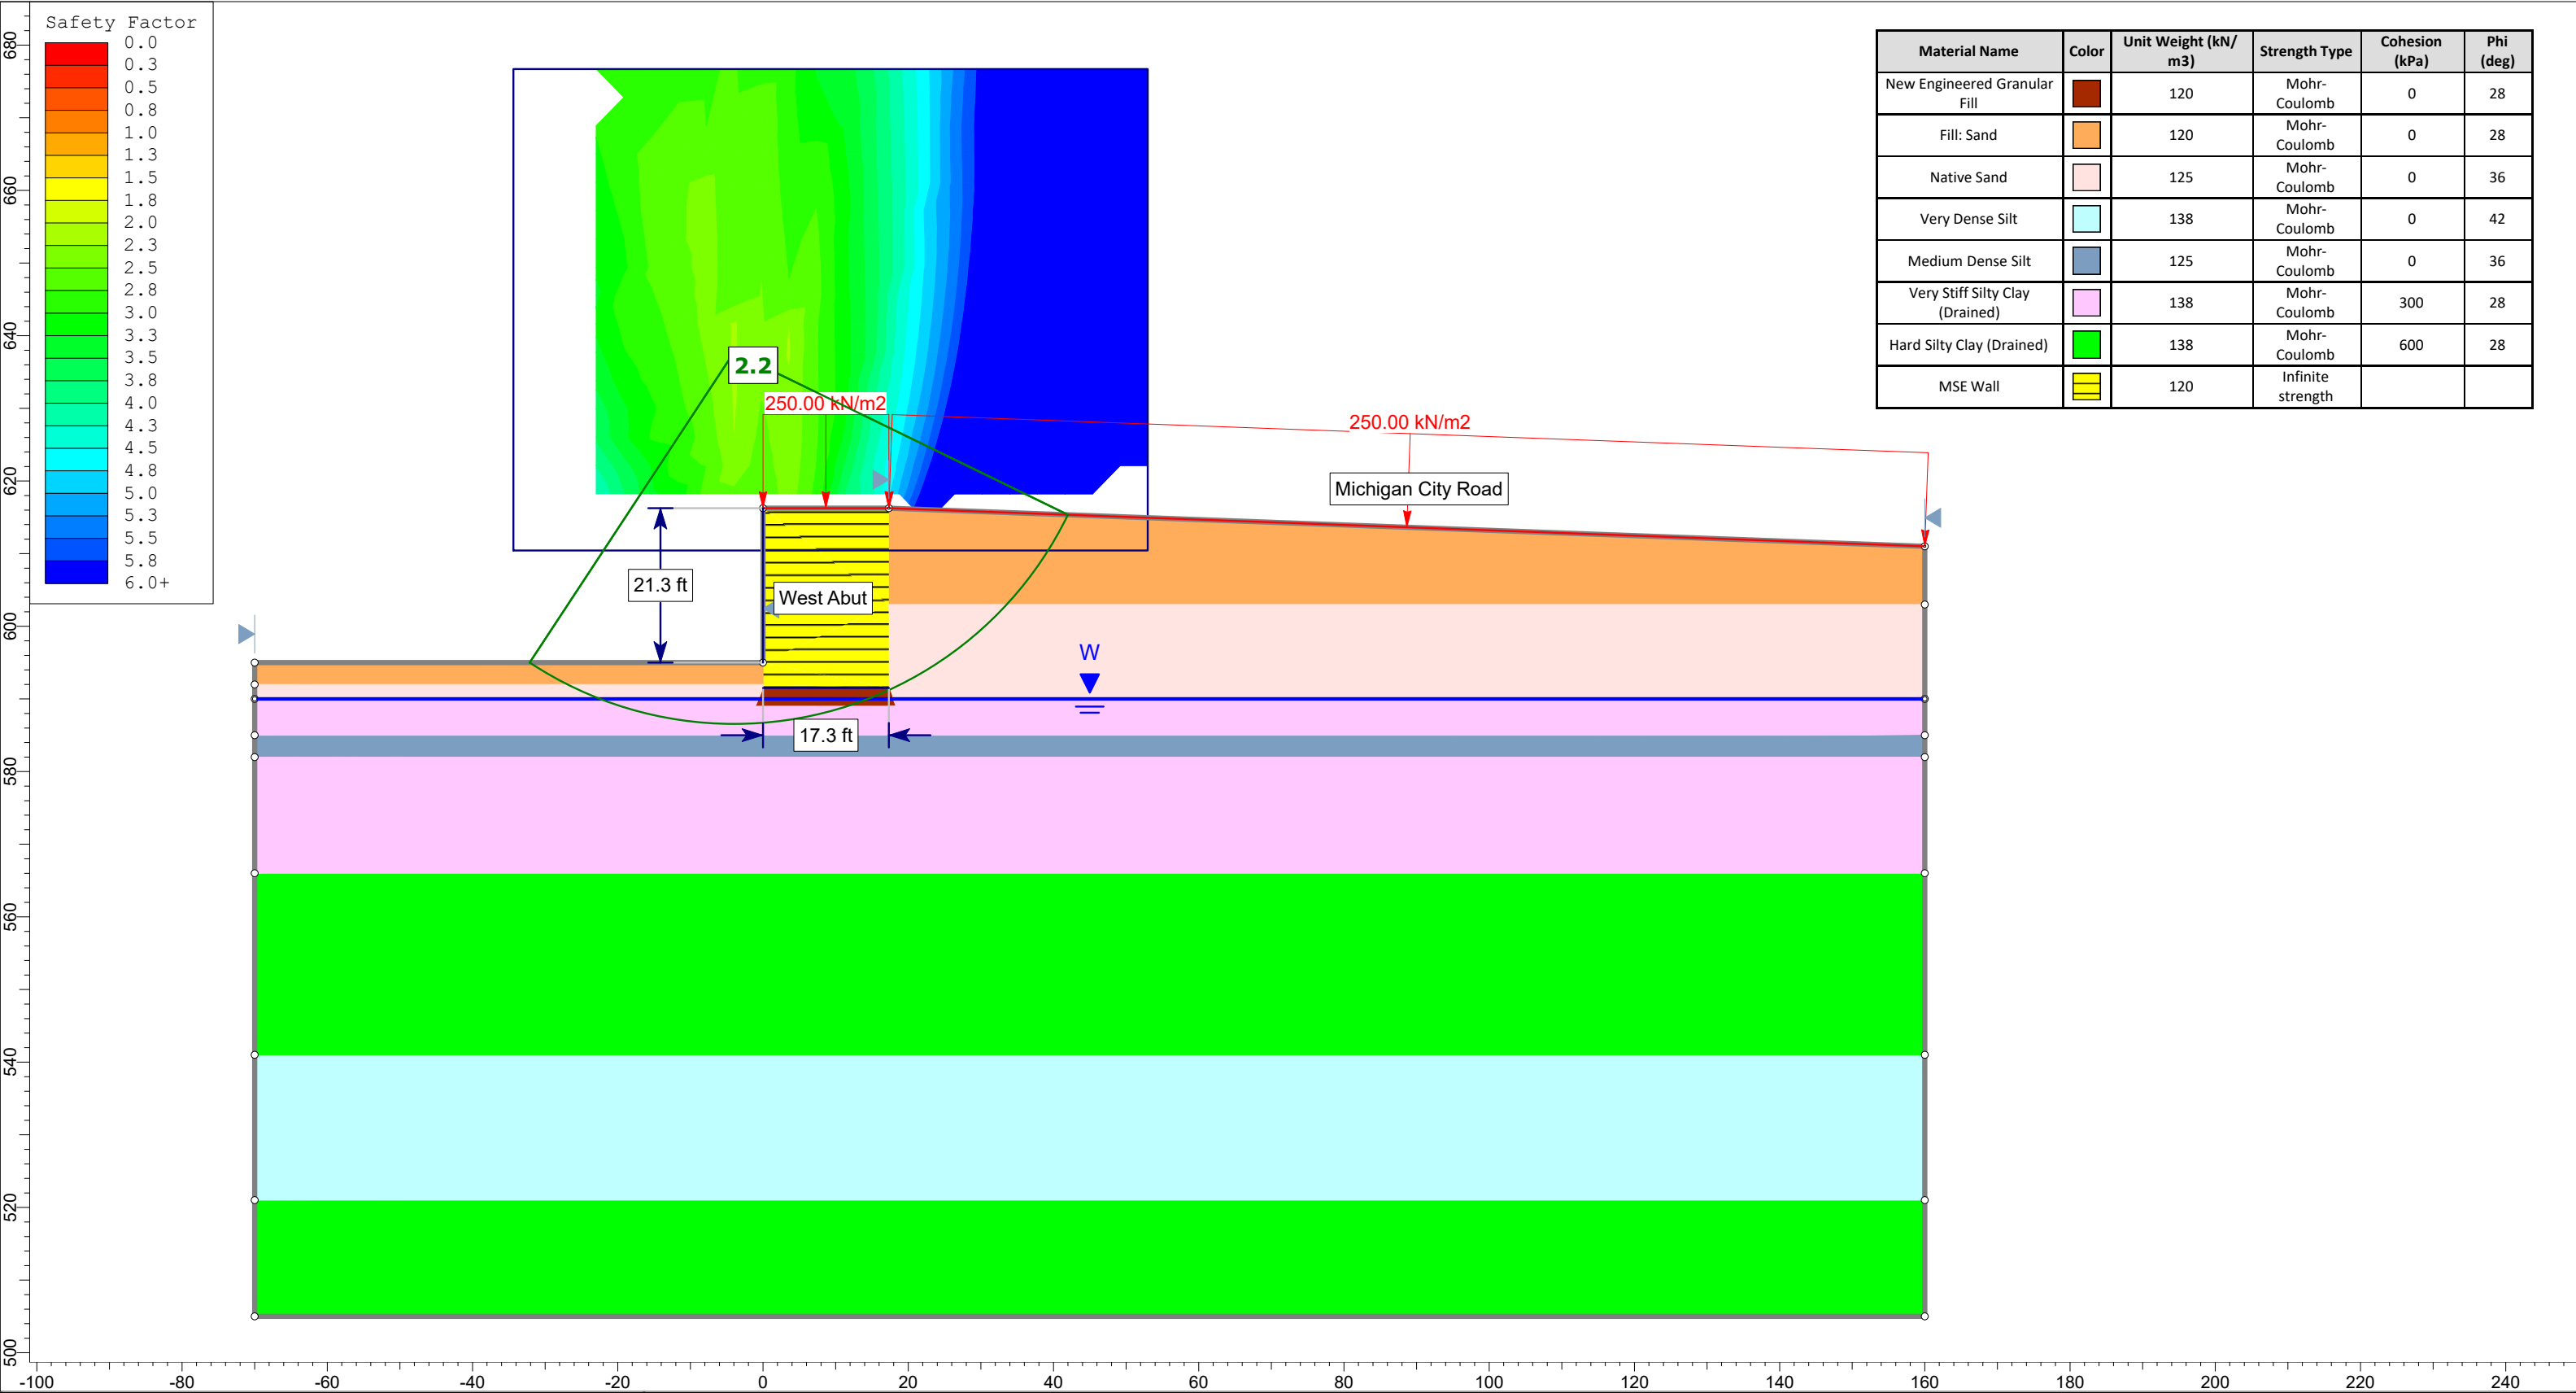 Safety Factor
0.0
0.3
0.5
0.8
1.0
1.3
1.5
1.8
2.0
2.3
2.5
2.8
3.0
3.3
3.5
3.8
4.0
4.3
4.5
4.8
5.0
5.3
5.5
5.8
6.0+
Material Name Color Unit Weight (kN/m3) Strength Type Cohesion (kPa) Phi (deg)
New Engineered Granular Fill 120 Mohr-Coulomb 0 28
Fill: Sand 120 Mohr-Coulomb 0 28
Native Sand 125 Mohr-Coulomb 0 36
Very Dense Silt 138 Mohr-Coulomb 0 42
Medium Dense Silt 125 Mohr-Coulomb 0 36
Very Stiff Silty Clay (Drained) 138 Mohr-Coulomb 300 28
Hard Silty Clay (Drained) 138 Mohr-Coulomb 600 28
MSE Wall 120 Infinite strength
2.2
250.00 kN/m2
250.00 kN/m2
Michigan City Road
21.3 ft
West Abut
W
17.3 ft
680
660
640
620
600
580
560
540
520
500
-100 -80 -60 -40 -20 0 20 40 60 80 100 120 140 160 180 200 220 240